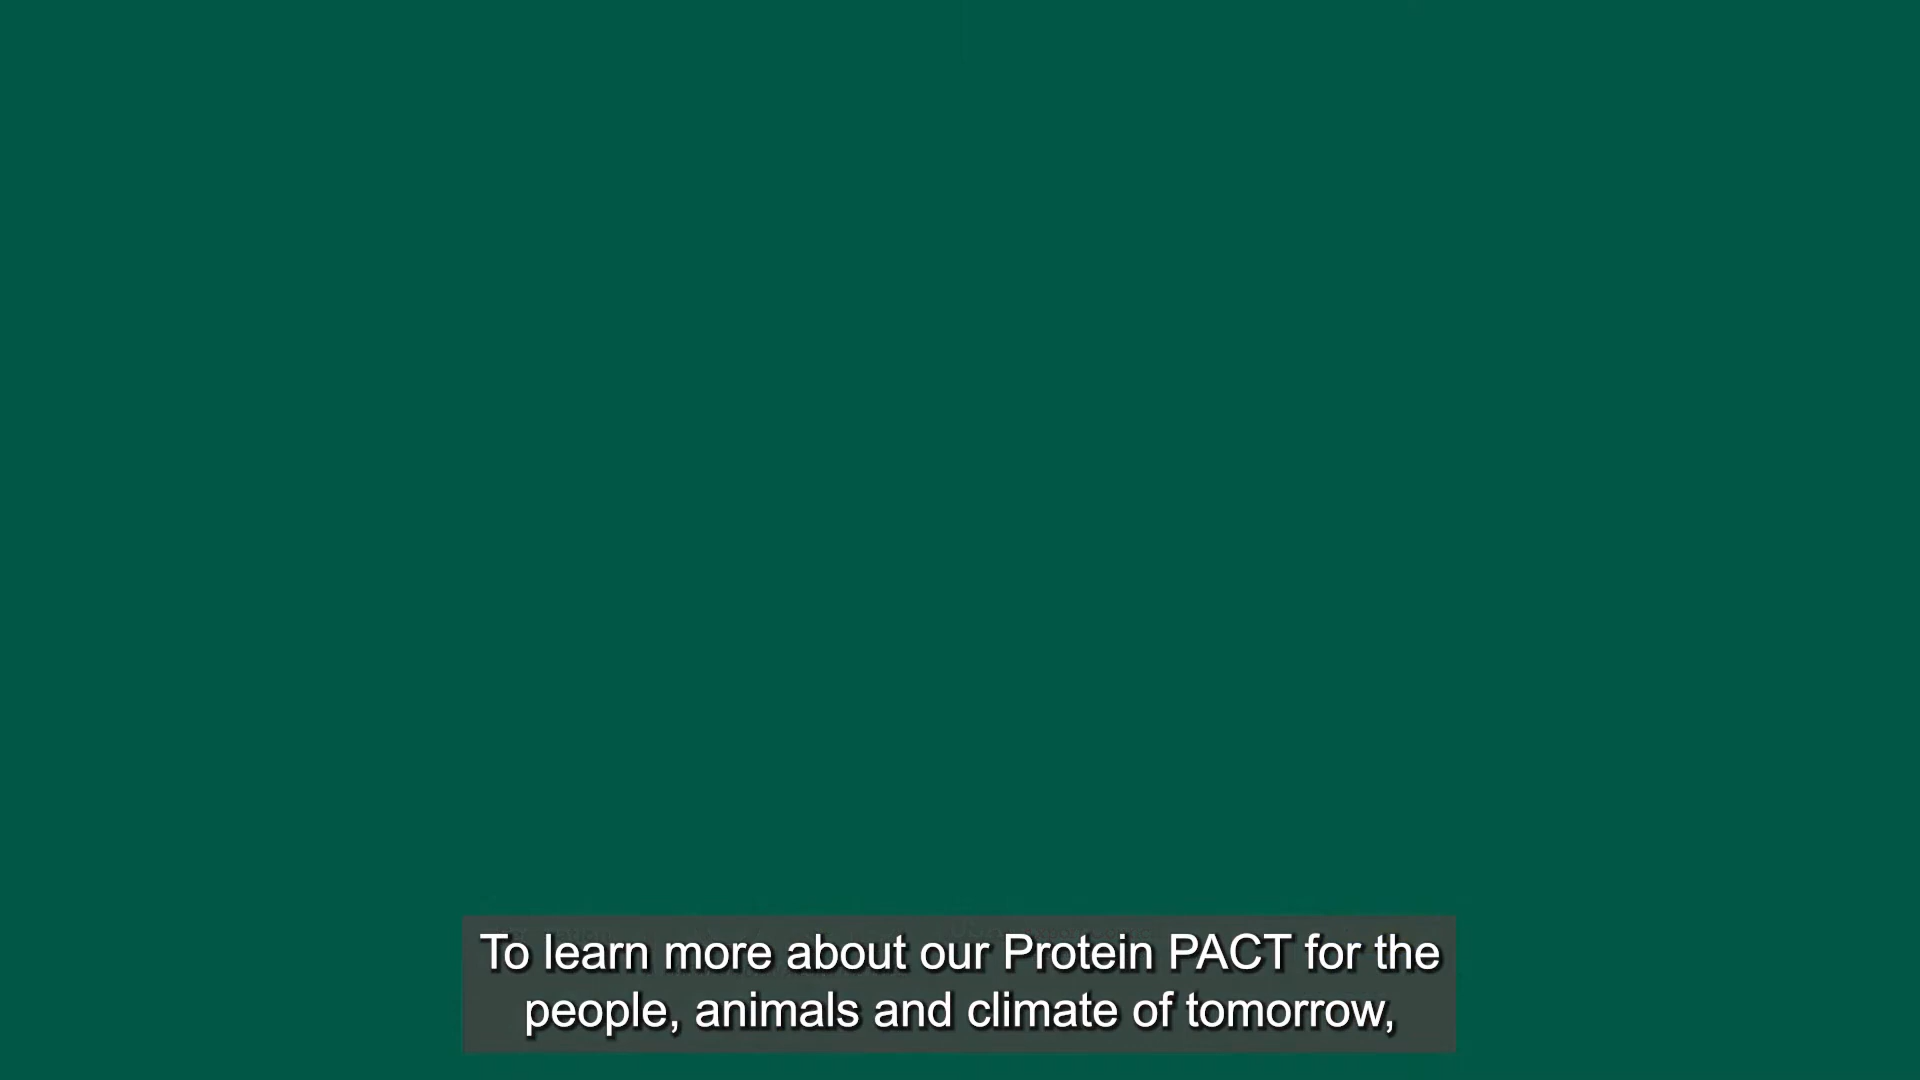 To learn more about our Protein PACT for the
people, animals and climate of tomorrow,